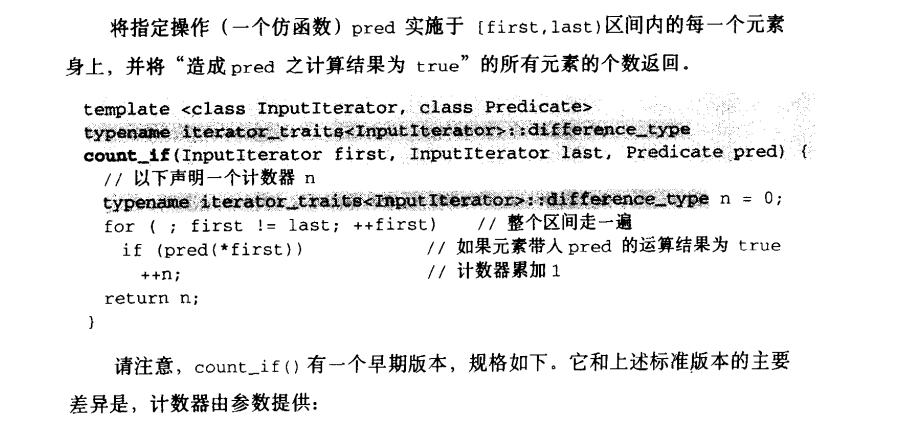 将指定操作（一个仿函数）pred 实施于 [first,last)区间内的每一个元素
身上，并将“造成 pred 之计算结果为 true”的所有元素的个数返回．
template <class InputIterator, class Predicate>
typename iterator_traits<InputIterator>::difference_type
count_if(InputIterator first, InputIterator last, Predicate pred) {
// 以下声明一个计数器 n
typename iterator_traits<InputIterator>::difference_type n = 0;
for ( ; first != last; ++first) // 整个区间走一遍
if (pred(*first)) // 如果元素带入 pred 的运算结果为 true
++n; // 计数器累加 1
return n;
}
请注意，count_if() 有一个早期版本，规格如下。它和上述标准版本的主要
差异是，计数器由参数提供：